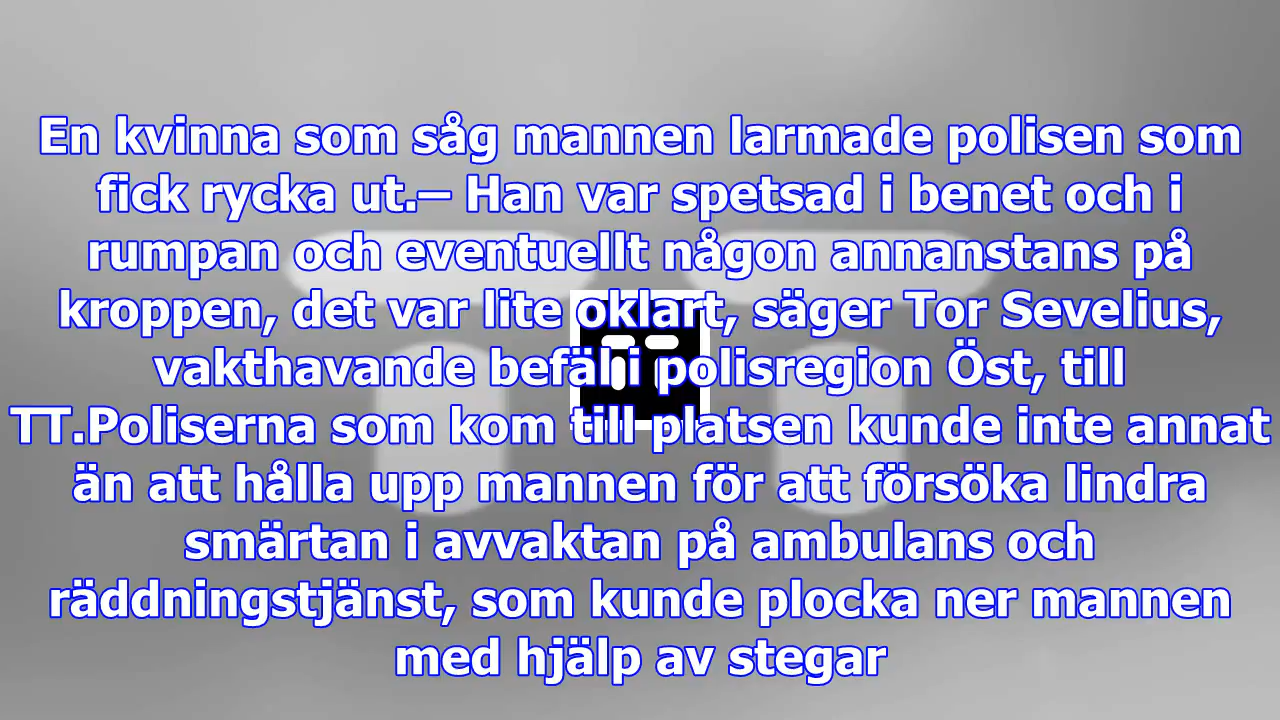 En kvinna som såg mannen larmade polisen som
fick rycka ut.– Han var spetsad i benet och i
rumpan och eventuellt någon annanstans på
kroppen, det var lite oklart, säger Tor Sevelius,
vakthavande befäl i polisregion Öst, till
TT.Poliserna som kom till platsen kunde inte annat
än att hålla upp mannen för att försöka lindra
smärtan i avvaktan på ambulans och
räddningstjänst, som kunde plocka ner mannen
med hjälp av stegar